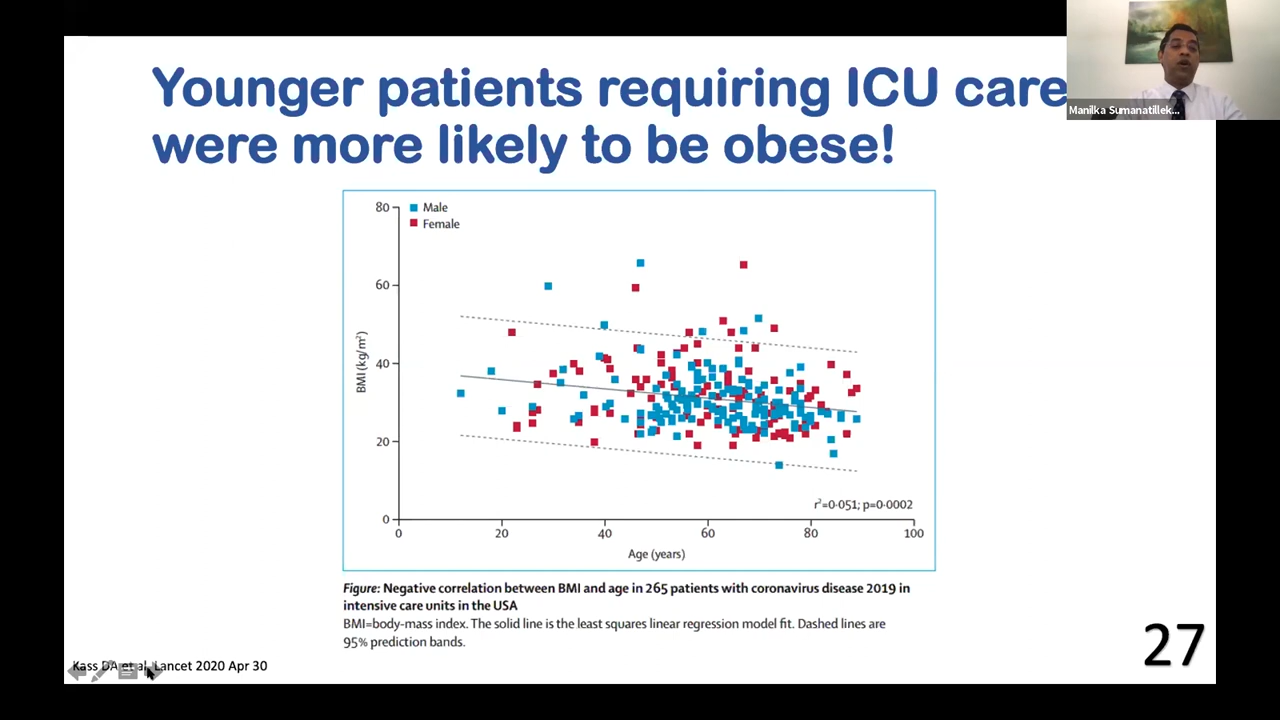 Younger patients requiring ICU care
were more likely to be obese!
Manilka Sumanatillek...
Male
Female
80
60
40
20
0
BMI (kg/m²)
0 20 40 60 80 100
Age (years)
r²=0·051; p=0·0002
Figure: Negative correlation between BMI and age in 265 patients with coronavirus disease 2019 in
intensive care units in the USA
BMI=body-mass index. The solid line is the least squares linear regression model fit. Dashed lines are
95% prediction bands.
Kass DA et al, Lancet 2020 Apr 30
27